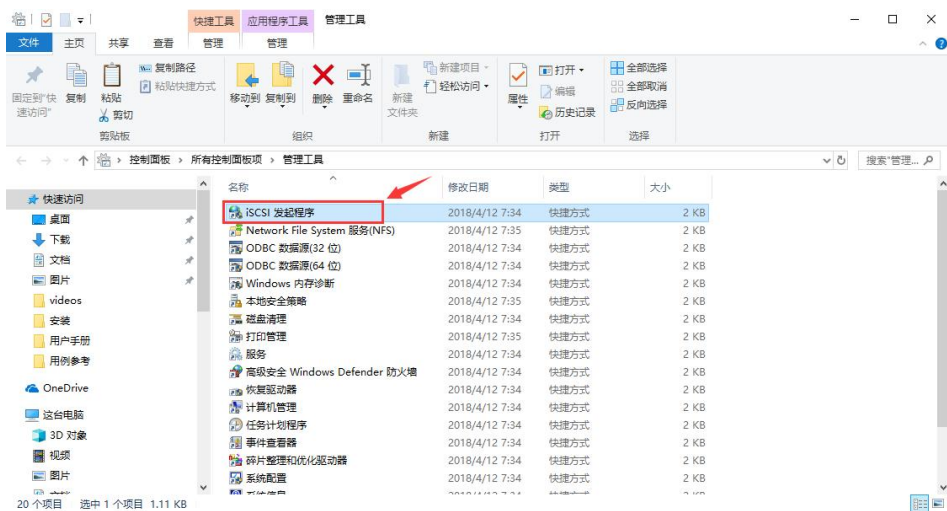 快捷工具 应用程序工具 管理工具
文件 主页 共享 查看 管理 管理
固定到"快速访问"
复制
粘贴
复制路径
粘贴快捷方式
剪切
剪贴板
移动到 复制到 删除 重命名
组织
新建文件夹
新建项目
轻松访问
新建
属性
打开
编辑
历史记录
打开
全部选择
全部取消
反向选择
选择
控制面板 › 所有控制面板项 › 管理工具
搜索"管理...
名称 修改日期 类型 大小
快速访问
桌面
下载
文档
图片
videos
安装
用户手册
用例参考
OneDrive
这台电脑
3D 对象
视频
图片
iSCSI 发起程序 2018/4/12 7:34 快捷方式 2 KB
Network File System 服务(NFS) 2018/4/12 7:35 快捷方式 2 KB
ODBC 数据源(32 位) 2018/4/12 7:34 快捷方式 2 KB
ODBC 数据源(64 位) 2018/4/12 7:34 快捷方式 2 KB
Windows 内存诊断 2018/4/12 7:34 快捷方式 2 KB
本地安全策略 2018/4/12 7:35 快捷方式 2 KB
磁盘清理 2018/4/12 7:34 快捷方式 2 KB
打印管理 2018/4/12 7:35 快捷方式 2 KB
服务 2018/4/12 7:34 快捷方式 2 KB
高级安全 Windows Defender 防火墙 2018/4/12 7:34 快捷方式 2 KB
恢复驱动器 2018/4/12 7:34 快捷方式 2 KB
计算机管理 2018/4/12 7:34 快捷方式 2 KB
任务计划程序 2018/4/12 7:34 快捷方式 2 KB
事件查看器 2018/4/12 7:34 快捷方式 2 KB
碎片整理和优化驱动器 2018/4/12 7:34 快捷方式 2 KB
系统配置 2018/4/12 7:34 快捷方式 2 KB
20 个项目 选中 1 个项目 1.11 KB